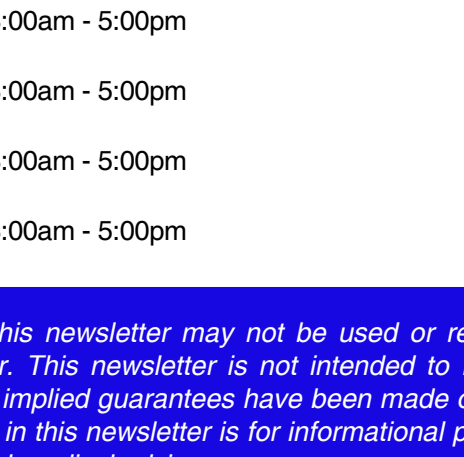 :00am - 5:00pm
:00am - 5:00pm
:00am - 5:00pm
:00am - 5:00pm
his newsletter may not be used or re
r. This newsletter is not intended to
implied guarantees have been made
in this newsletter is for informational p